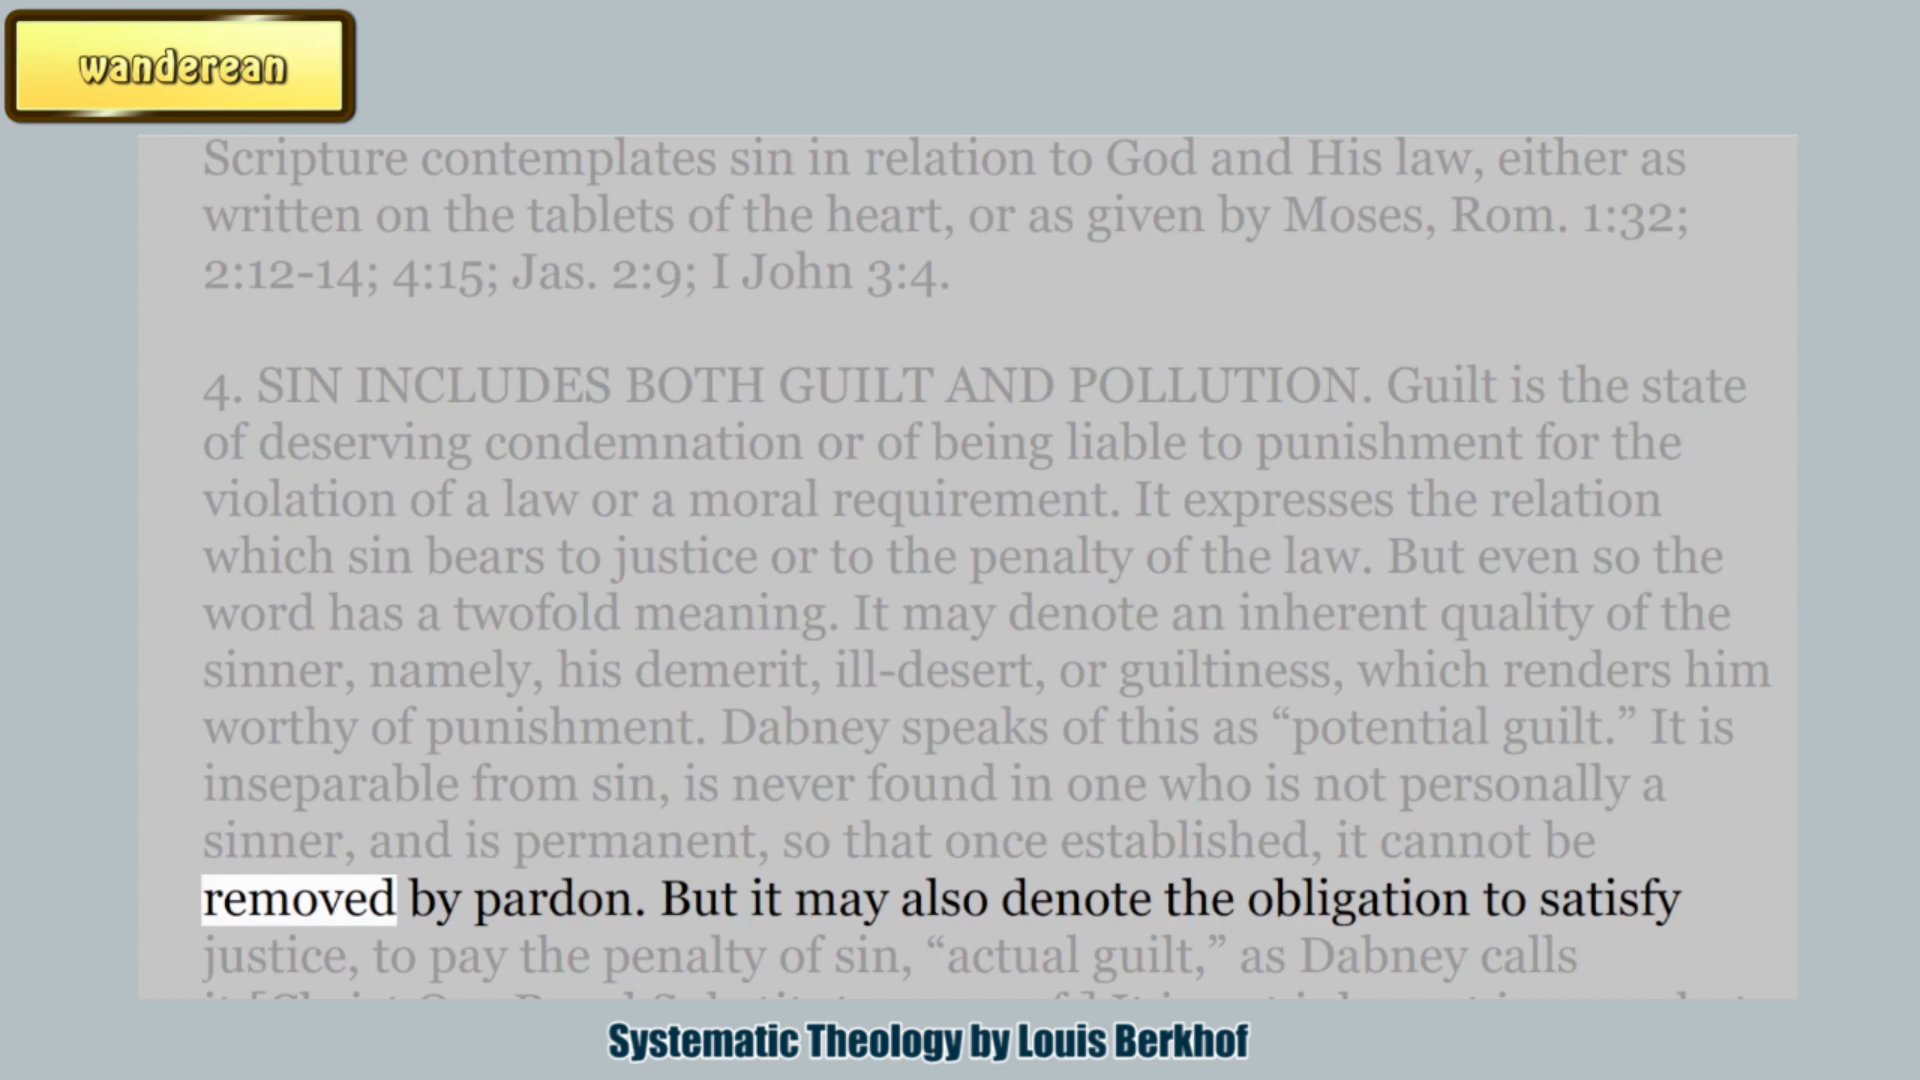 wanderean
Scripture contemplates sin in relation to God and His law, either as
written on the tablets of the heart, or as given by Moses, Rom. 1:32;
2:12-14; 4:15; Jas. 2:9; I John 3:4.
4. SIN INCLUDES BOTH GUILT AND POLLUTION. Guilt is the state
of deserving condemnation or of being liable to punishment for the
violation of a law or a moral requirement. It expresses the relation
which sin bears to justice or to the penalty of the law. But even so the
word has a twofold meaning. It may denote an inherent quality of the
sinner, namely, his demerit, ill-desert, or guiltiness, which renders him
worthy of punishment. Dabney speaks of this as “potential guilt.” It is
inseparable from sin, is never found in one who is not personally a
sinner, and is permanent, so that once established, it cannot be
removed by pardon. But it may also denote the obligation to satisfy
justice, to pay the penalty of sin, “actual guilt,” as Dabney calls
Systematic Theology by Louis Berkhof